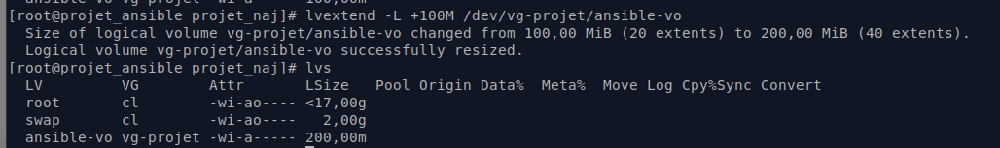 [root@projet_ansible projet_naj]# lvextend -L +100M /dev/vg-projet/ansible-vo
  Size of logical volume vg-projet/ansible-vo changed from 100,00 MiB (20 extents) to 200,00 MiB (40 extents).
  Logical volume vg-projet/ansible-vo successfully resized.
[root@projet_ansible projet_naj]# lvs
  LV         VG        Attr       LSize   Pool Origin Data%  Meta%  Move Log Cpy%Sync Convert
  root       cl        -wi-ao---- <17,00g
  swap       cl        -wi-ao----   2,00g
  ansible-vo vg-projet -wi-a----- 200,00m